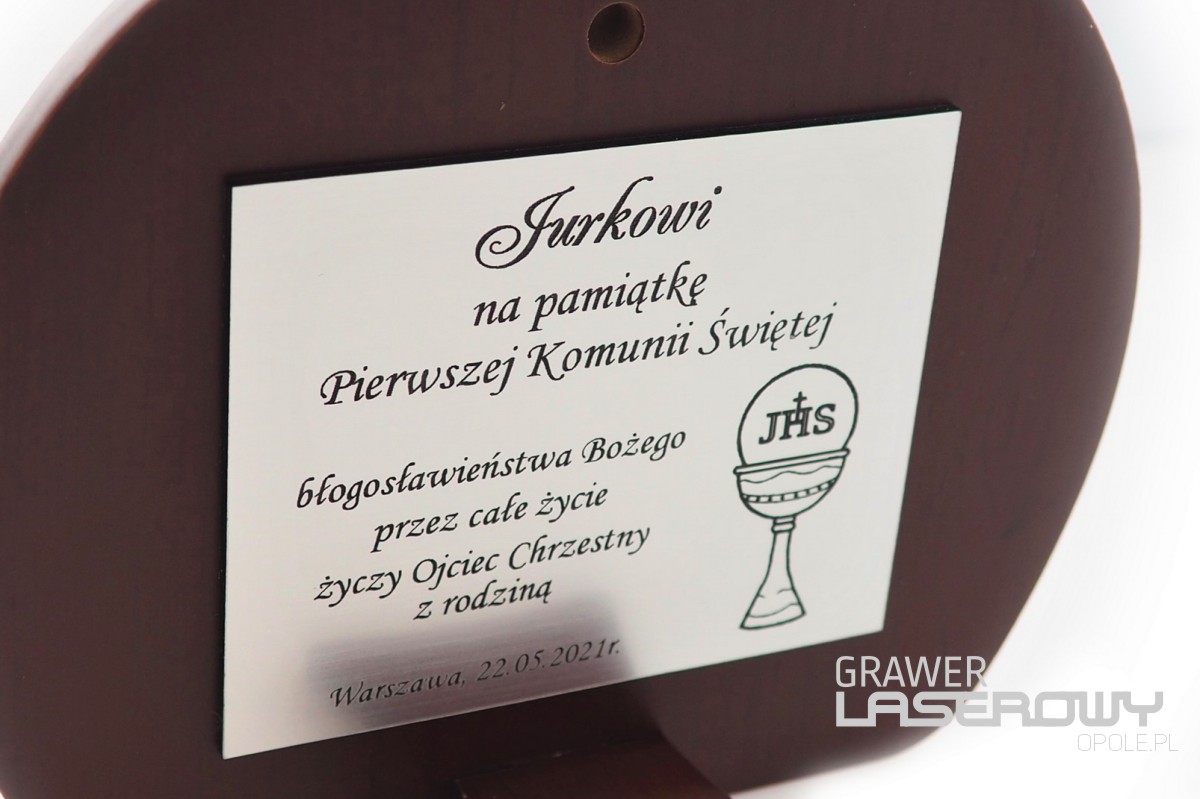 Jurkowi
na pamiątkę
Pierwszej Komunii Świętej
JHS
błogosławieństwa Bożego
przez całe życie
życzy Ojciec Chrzestny
z rodziną
Warszawa, 22.05.2021r.
GRAWER
LASEROWY
OPOLE.PL